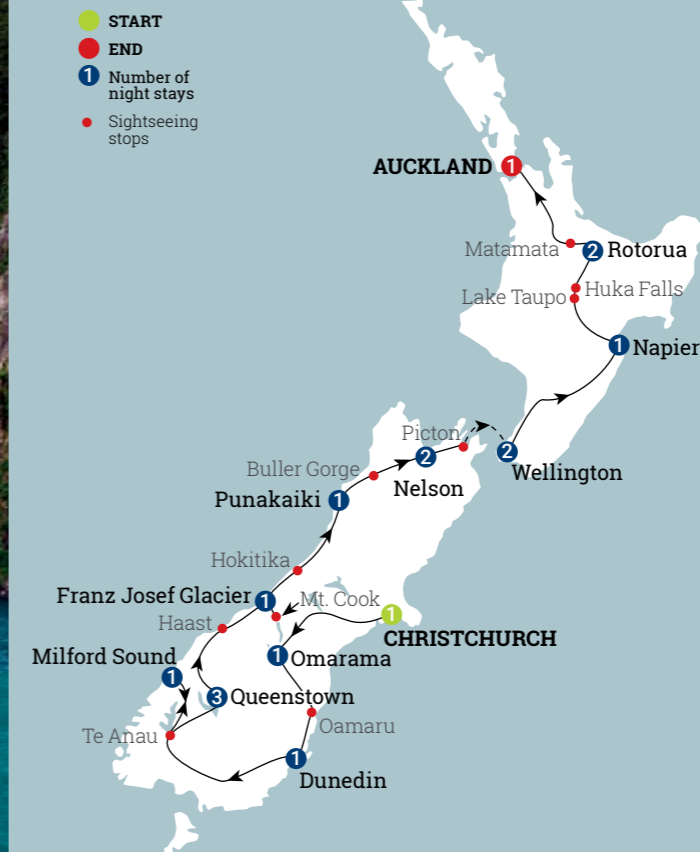 START
END
1 Number of
night stays
Sightseeing
stops
AUCKLAND 1
Matamata
2 Rotorua
Huka Falls
Lake Taupo
1 Napier
Picton
2
Nelson
2
Wellington
Buller Gorge
Punakaiki 1
Hokitika
Franz Josef Glacier 1
Mt. Cook
1
CHRISTCHURCH
Haast
1 Omarama
Milford Sound
1
3 Queenstown
Oamaru
Te Anau
1
Dunedin